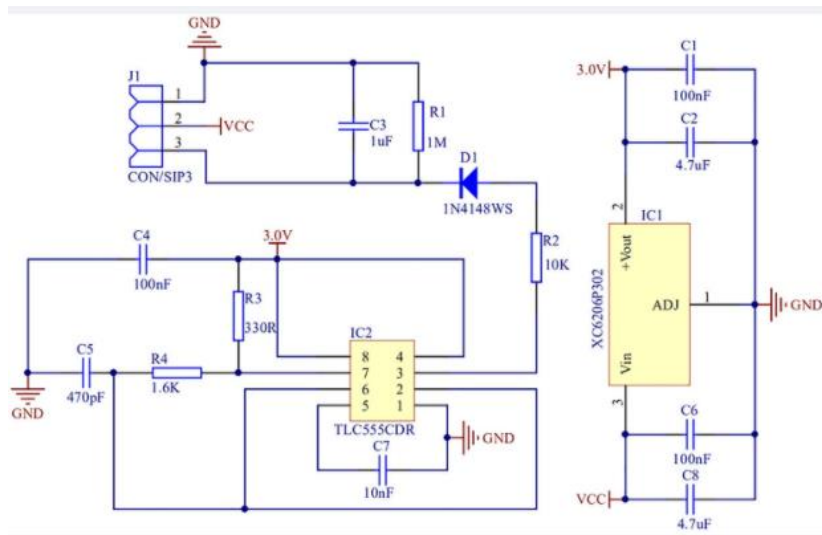 GND
J1
1
2
3
VCC
CON/SIP3
C3
1uF
R1
1M
D1
1N4148WS
R2
10K
3.0V
C4
100nF
R3
330R
C5
470pF
R4
1.6K
GND
IC2
8 4
7 3
6 2
5 1
TLC555CDR
C7
10nF
GND
C1
3.0V
100nF
C2
4.7uF
2
IC1
+Vout
XC6206P302
ADJ
1
GND
Vin
3
C6
100nF
C8
VCC
4.7uF